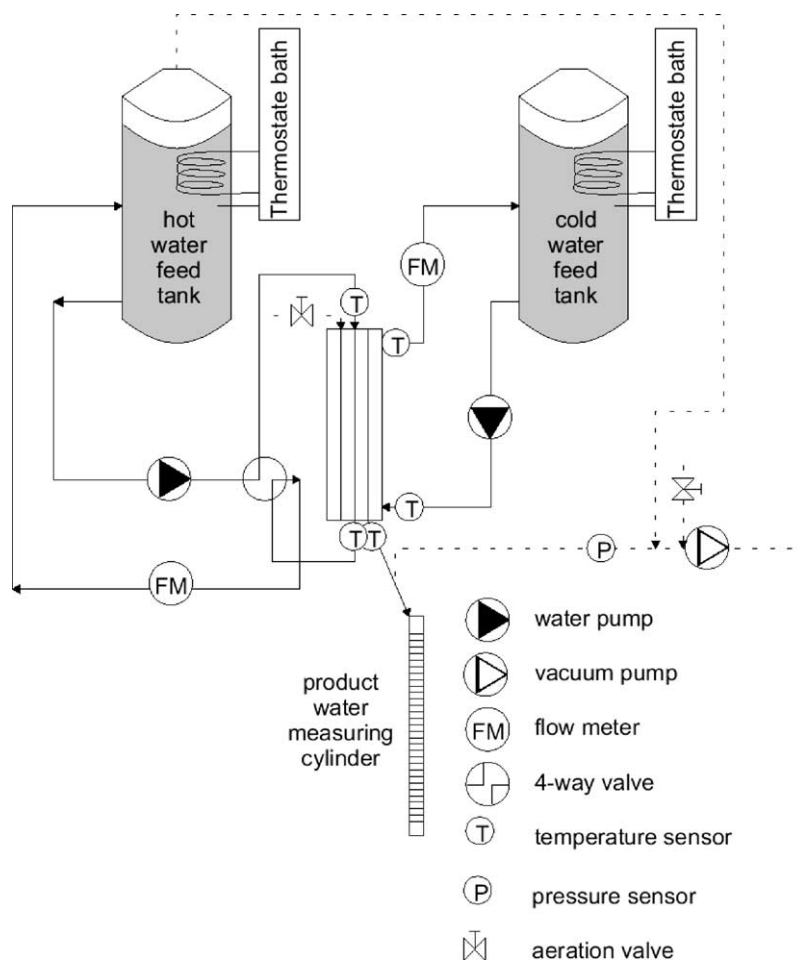 Thermostate bath
Thermostate bath
hot
water
feed
tank
cold
water
feed
tank
FM
T
T
T
T
T
P
FM
product
water
measuring
cylinder
water pump
vacuum pump
FM
flow meter
4-way valve
T
temperature sensor
P
pressure sensor
aeration valve